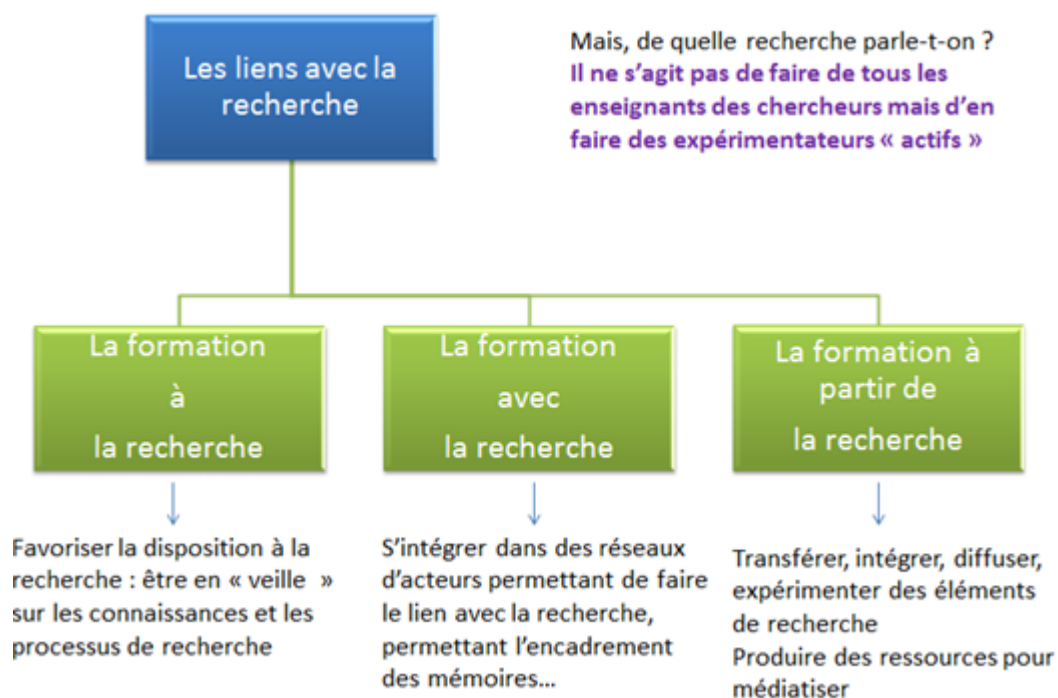 Les liens avec la
recherche
Mais, de quelle recherche parle-t-on ?
Il ne s’agit pas de faire de tous les
enseignants des chercheurs mais d’en
faire des expérimentateurs « actifs »
La formation
à
la recherche
La formation
avec
la recherche
La formation à
partir de
la recherche
Favoriser la disposition à la
recherche : être en « veille  »
sur les connaissances et les
processus de recherche
S’intégrer dans des réseaux
d’acteurs permettant de faire
le lien avec la recherche,
permettant l’encadrement
des mémoires…
Transférer, intégrer, diffuser,
expérimenter des éléments
de recherche
Produire des ressources pour
médiatiser